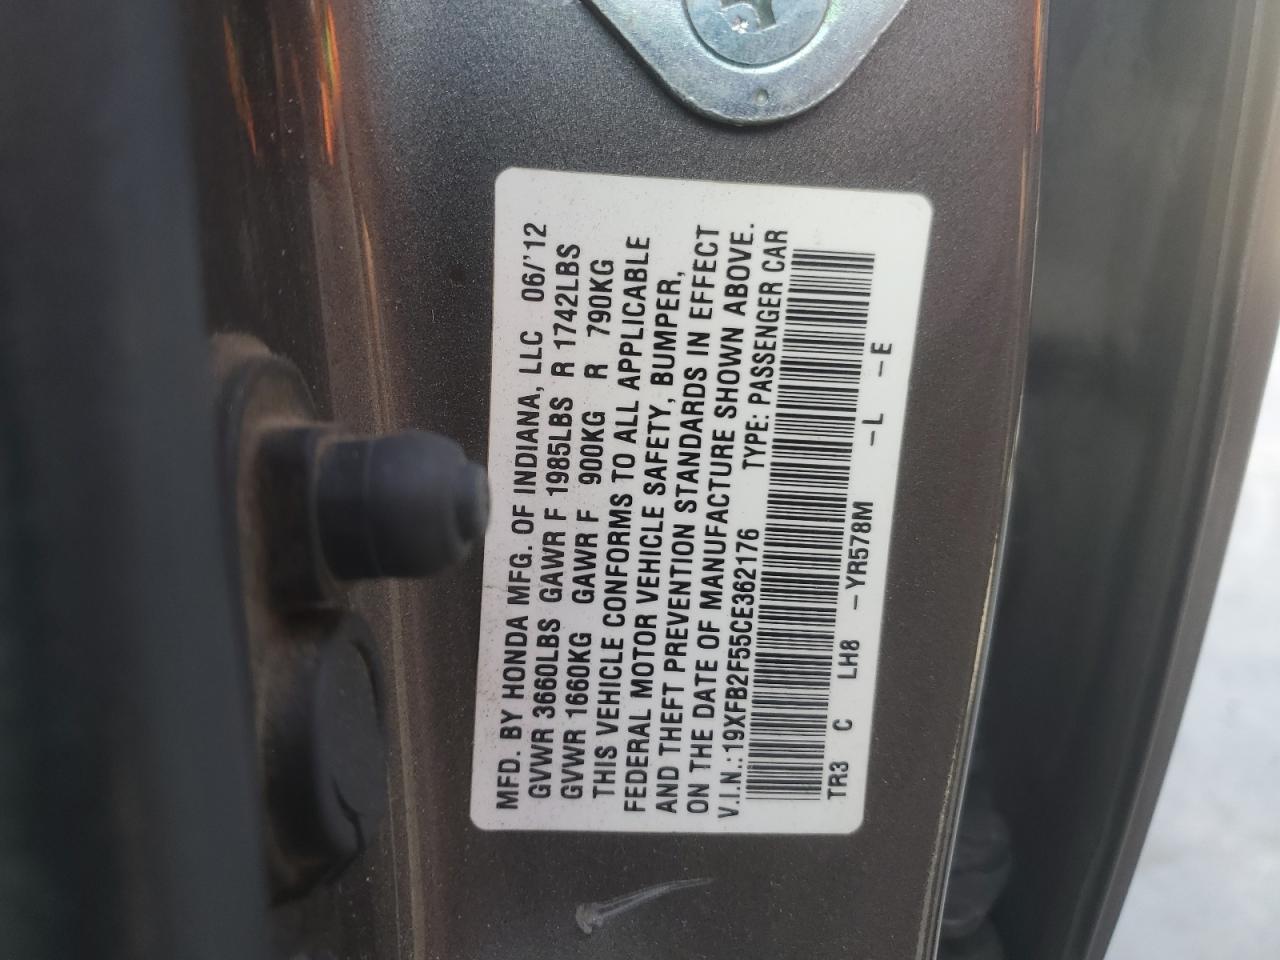 MFD. BY HONDA MFG. OF INDIANA, LLC 06/'12
GVWR 3660LBS GAWR F 1985LBS R 1742LBS
GVWR 1660KG GAWR F 900KG R 790KG
THIS VEHICLE CONFORMS TO ALL APPLICABLE
FEDERAL MOTOR VEHICLE SAFETY, BUMPER,
AND THEFT PREVENTION STANDARDS IN EFFECT
ON THE DATE OF MANUFACTURE SHOWN ABOVE.
V.I.N.:19XFB2F55CE362176 TYPE: PASSENGER CAR
TR3 C LH8 -YR578M -L -E